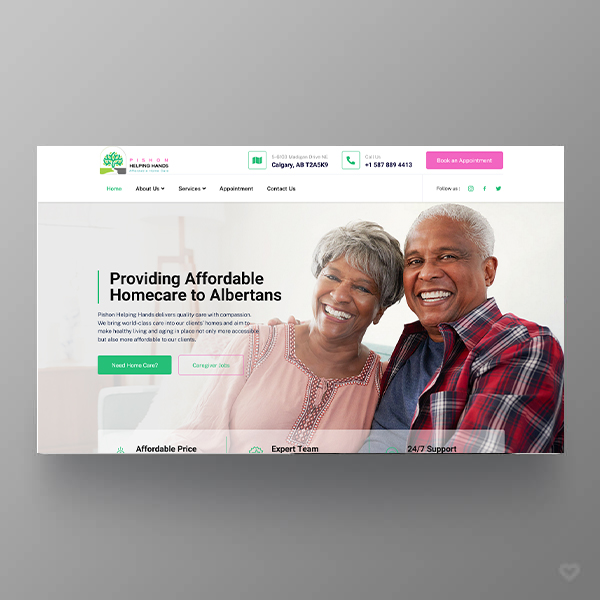 PISHON
HELPING HANDS
Calgary, AB T2A5K9
Call Us
+1 587 889 4413
Book an Appointment
Home
About Us
Services
Appointment
Contact Us
Follow us :
Providing Affordable
Homecare to Albertans
Pishon Helping Hands delivers quality care with compassion.
We bring world-class care into our clients' homes and aim to
make healthy living and aging in place not only more accessible
but also more affordable to our clients.
Need Home Care?
Caregiver Jobs
Affordable Price
Expert Team
24/7 Support